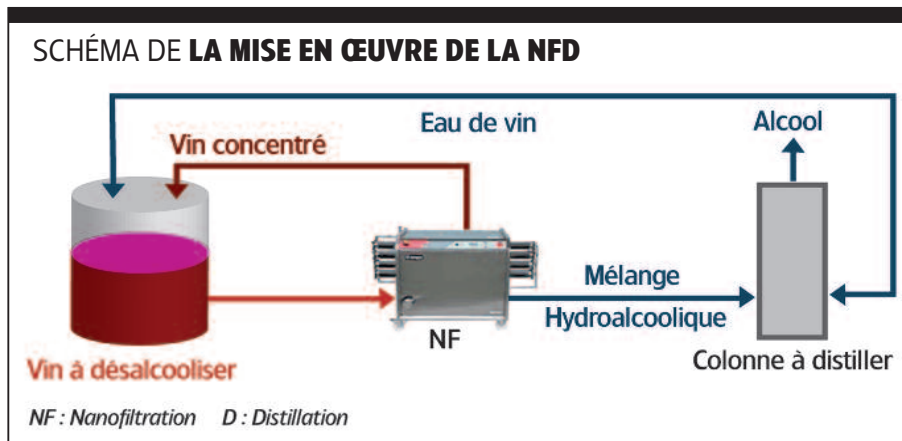 SCHÉMA DE LA MISE EN ŒUVRE DE LA NFD
Eau de vin
Alcool
Vin concentré
Mélange
Hydroalcoolique
NF
Colonne à distiller
Vin à désalcooliser
NF : Nanofiltration D : Distillation